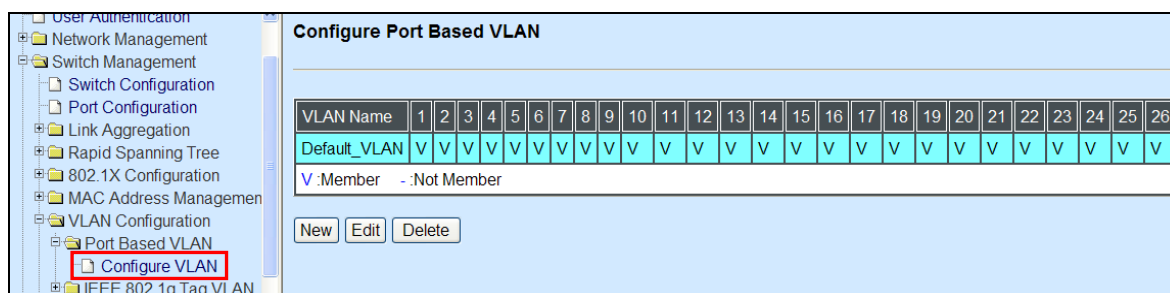 User Authentication
Network Management
Switch Management
Switch Configuration
Port Configuration
Link Aggregation
Rapid Spanning Tree
802.1X Configuration
MAC Address Managemen
VLAN Configuration
Port Based VLAN
Configure VLAN
IEEE 802.1q Tag VLAN
Configure Port Based VLAN
VLAN Name 1 2 3 4 5 6 7 8 9 10 11 12 13 14 15 16 17 18 19 20 21 22 23 24 25 26
Default_VLAN V V V V V V V V V V V V V V V V V V V V V V V V V V
V :Member - :Not Member
New Edit Delete